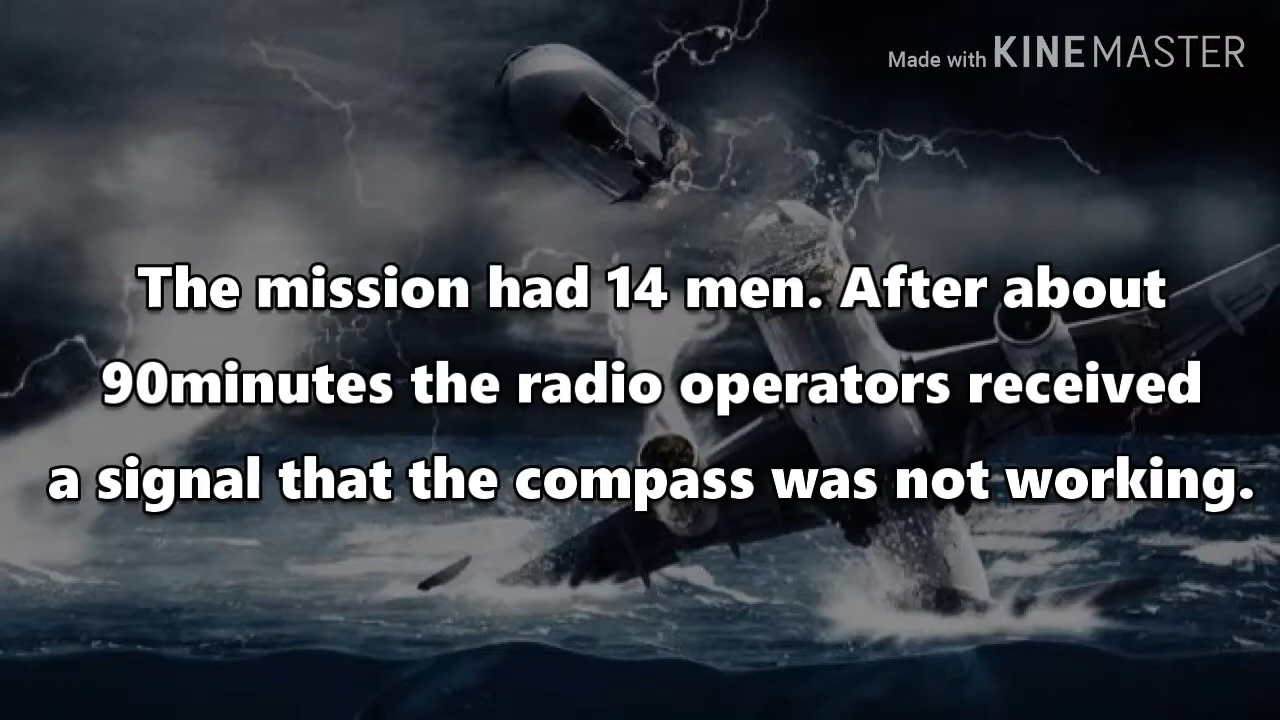 Made with KINEMASTER
The mission had 14 men. After about
90minutes the radio operators received
a signal that the compass was not working.